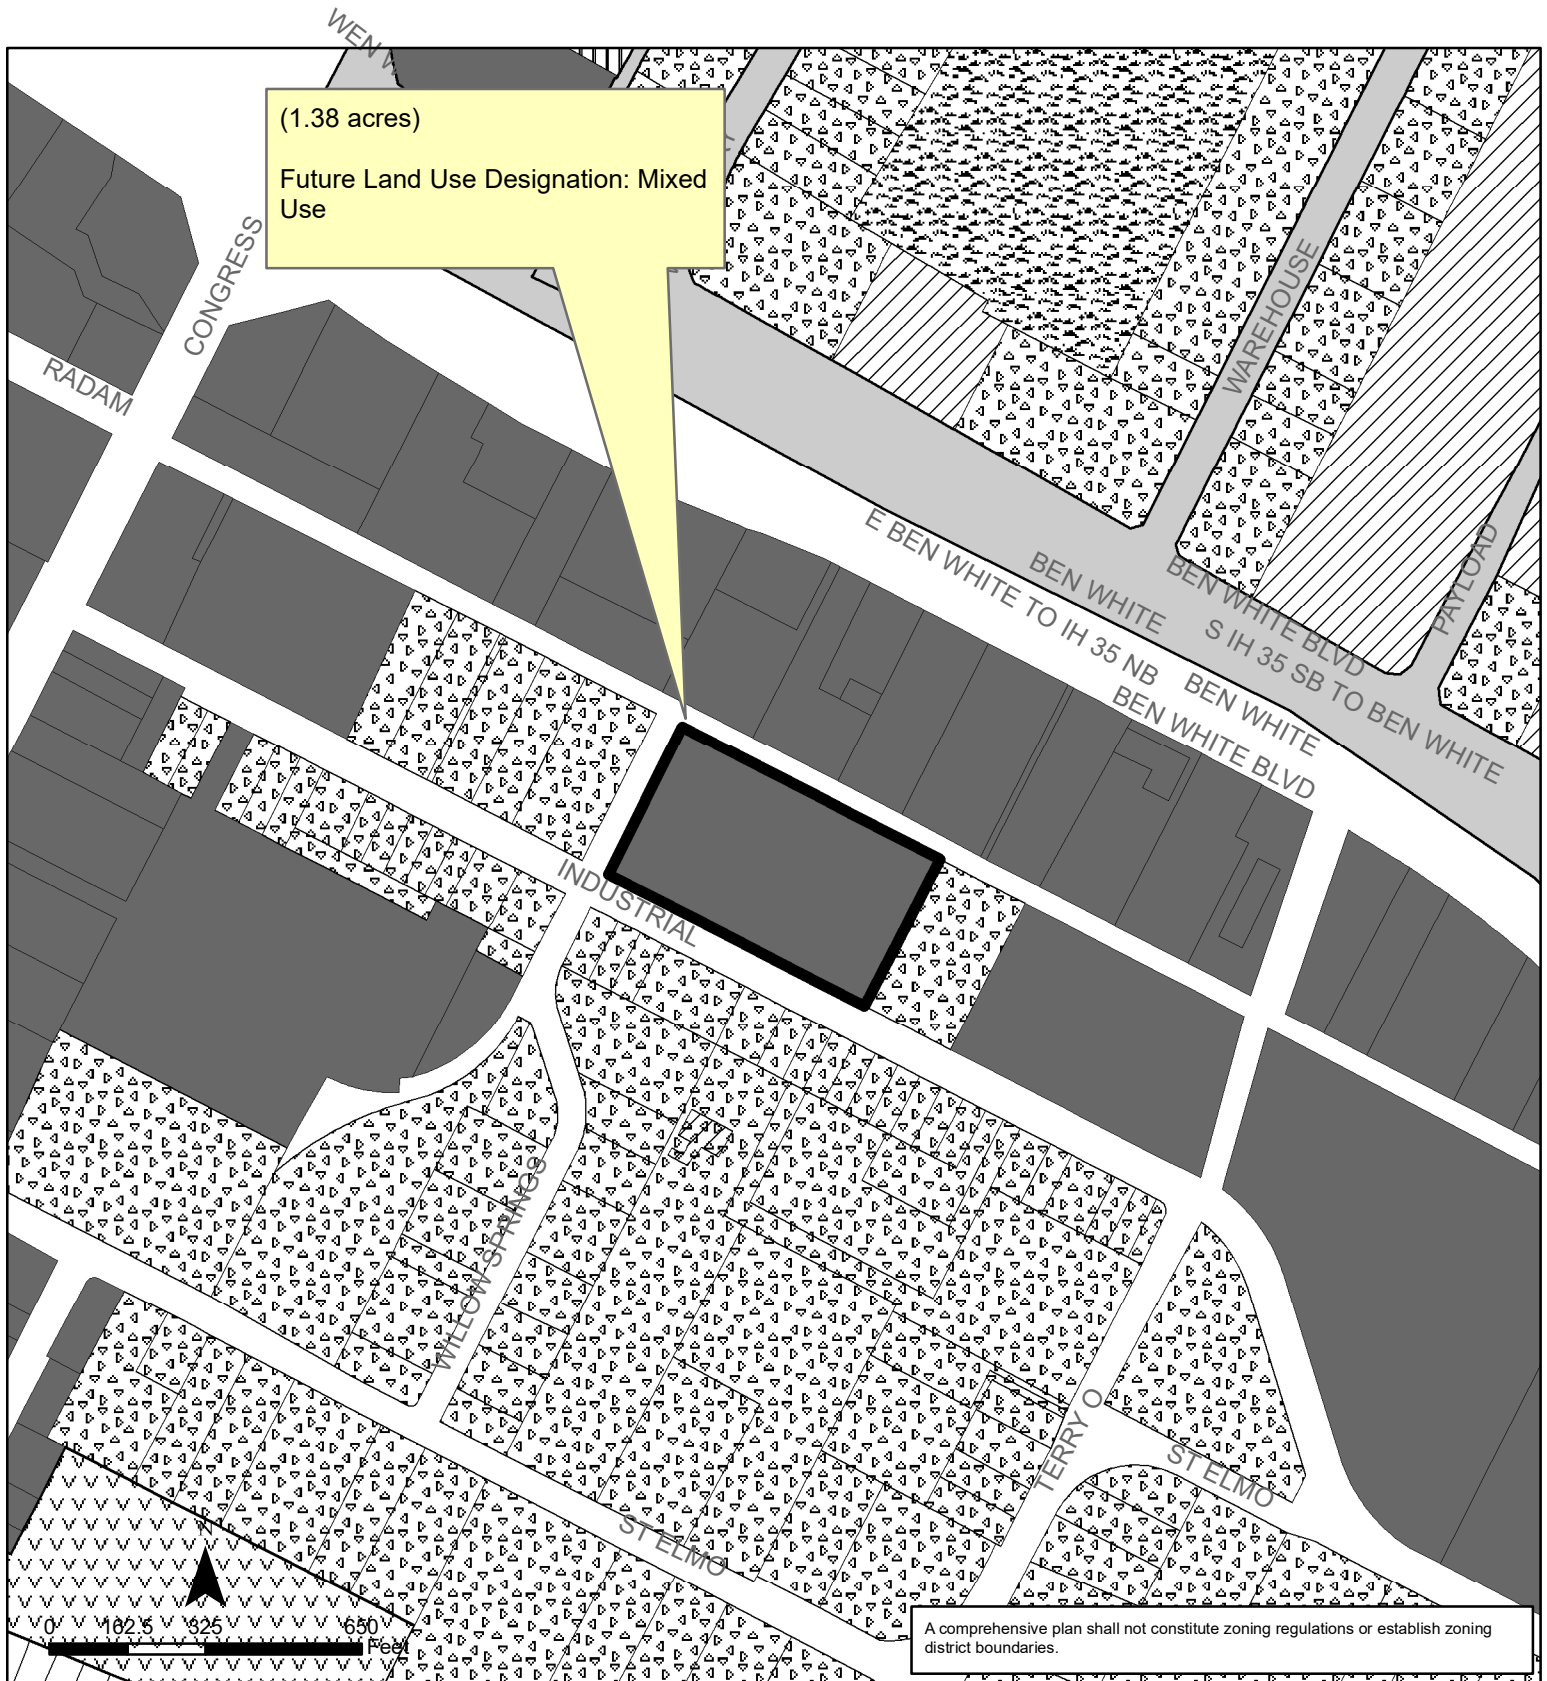 WEN W
(1.38 acres)
Future Land Use Designation: Mixed
Use
CONGRESS
RADAM
WAREHOUSE
PAYLOAD
E BEN WHITE TO IH 35 NB
BEN WHITE
BEN WHITE BLVD
S IH 35 SB TO BEN WHITE
BEN WHITE
BEN WHITE BLVD
INDUSTRIAL
WILLOW SPRINGS
TERRY O
ST ELMO
ST ELMO
N
0 162.5 325 650
Feet
A comprehensive plan shall not constitute zoning regulations or establish zoning
district boundaries.